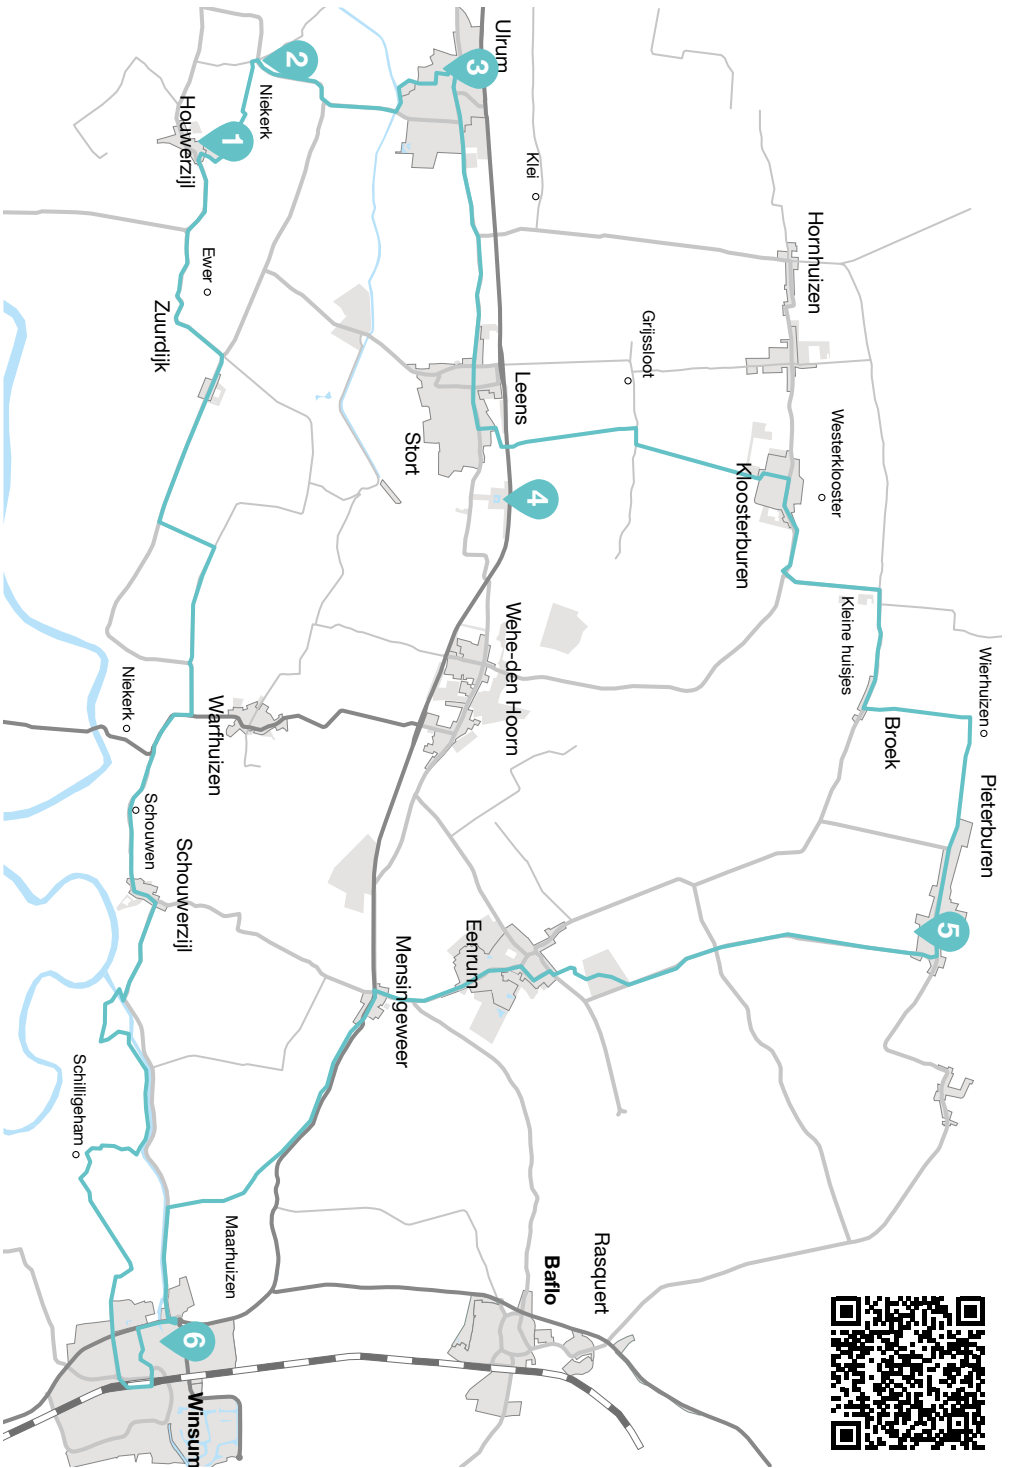 Wierhuizen
Pieterburen
5
Broek
Kleine huisjes
Westerklooster
Hornhuizen
Kloosterburen
Grijssloot
Klei
Ulrum
3
Leens
4
Stort
Wehe-den Hoorn
Eenrum
Mensingeweer
Rasquert
Baflo
2
Niekerk
1
Houwerzijl
Ewer
Zuurdijk
Warfhuizen
Niekerk
Schouwen
Schouwerzijl
Schilligeham
Maarhuizen
6
Winsum